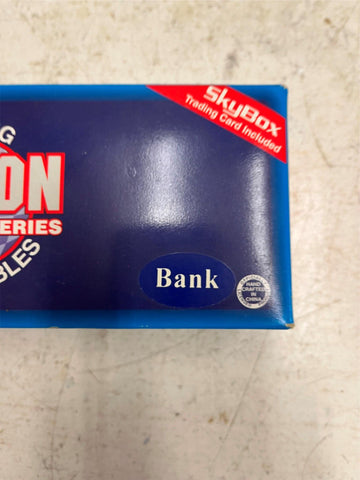 SkyBox
Trading Card Included
G
ON
SERIES
BLES
Bank
HAND
CRAFTED
IN
CHINA